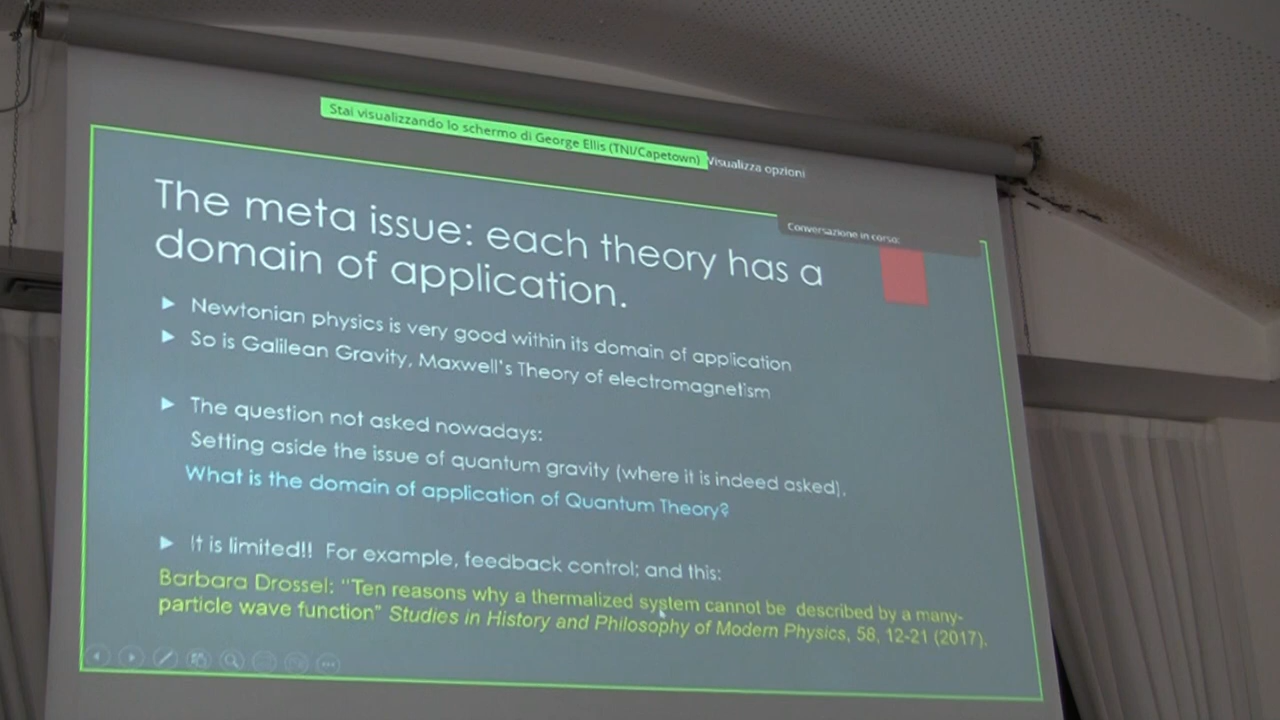 Stai visualizzando lo schermo di George Ellis (TNI/Capetown)
Visualizza opzioni
Conversazione in corso:
The meta issue: each theory has a
domain of application.
► Newtonian physics is very good within its domain of application
► So is Galilean Gravity, Maxwell's Theory of electromagnetism
► The question not asked nowadays:
Setting aside the issue of quantum gravity (where it is indeed asked),
What is the domain of application of Quantum Theory?
► It is limited!! For example, feedback control; and this:
Barbara Drossel: "Ten reasons why a thermalized system cannot be described by a many-
particle wave function" Studies in History and Philosophy of Modern Physics, 58, 12-21 (2017).